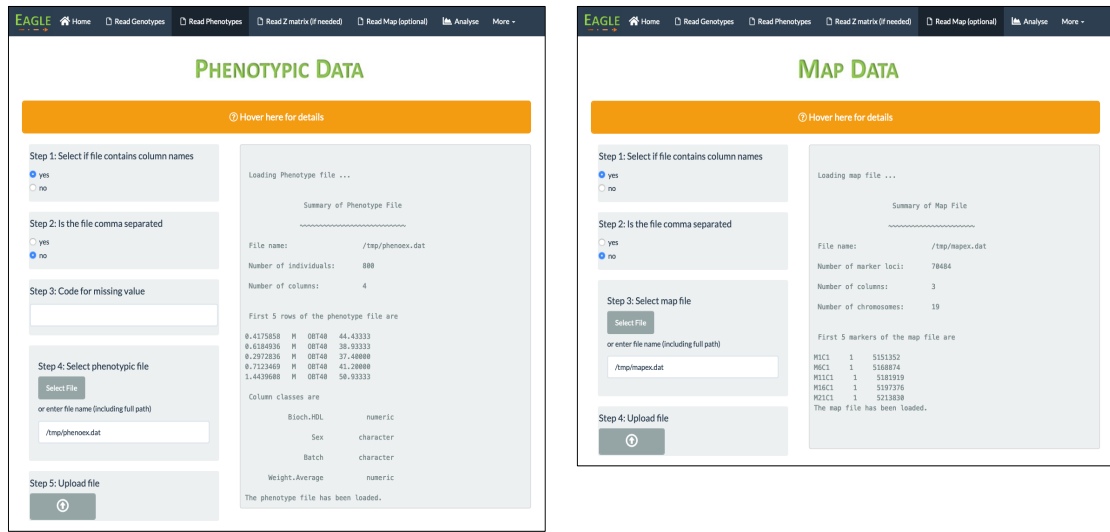 EAGLE Home Read Genotypes Read Phenotypes Read Z matrix (if needed) Read Map (optional) Analyse More
PHENOTYPIC DATA
Hover here for details
Step 1: Select if file contains column names
yes
no
Step 2: Is the file comma separated
yes
no
Step 3: Code for missing value
Step 4: Select phenotypic file
Select File
or enter file name (including full path)
/tmp/phenoex.dat
Step 5: Upload file
Loading Phenotype file ...
Summary of Phenotype File
~~~~~~~~~~~~~~~~~~~~~~~~~~
File name: /tmp/phenoex.dat
Number of individuals: 800
Number of columns: 4
First 5 rows of the phenotype file are
0.4175858 M OBT40 44.43333
0.6184936 M OBT40 38.93333
0.2972836 M OBT40 37.40000
0.7123469 M OBT40 41.20000
1.4439608 M OBT40 50.93333
Column classes are
Bioch.HDL numeric
Sex character
Batch character
Weight.Average numeric
The phenotype file has been loaded.
EAGLE Home Read Genotypes Read Phenotypes Read Z matrix (if needed) Read Map (optional) Analyse More
MAP DATA
Hover here for details
Step 1: Select if file contains column names
yes
no
Step 2: Is the file comma separated
yes
no
Step 3: Select map file
Select File
or enter file name (including full path)
/tmp/mapex.dat
Step 4: Upload file
Loading map file ...
Summary of Map File
~~~~~~~~~~~~~~~~~~~~~
File name: /tmp/mapex.dat
Number of marker loci: 70484
Number of columns: 3
Number of chromosomes: 19
First 5 markers of the map file are
M1C1 1 5151352
M6C1 1 5168874
M11C1 1 5181919
M16C1 1 5197376
M21C1 1 5213830
The map file has been loaded.